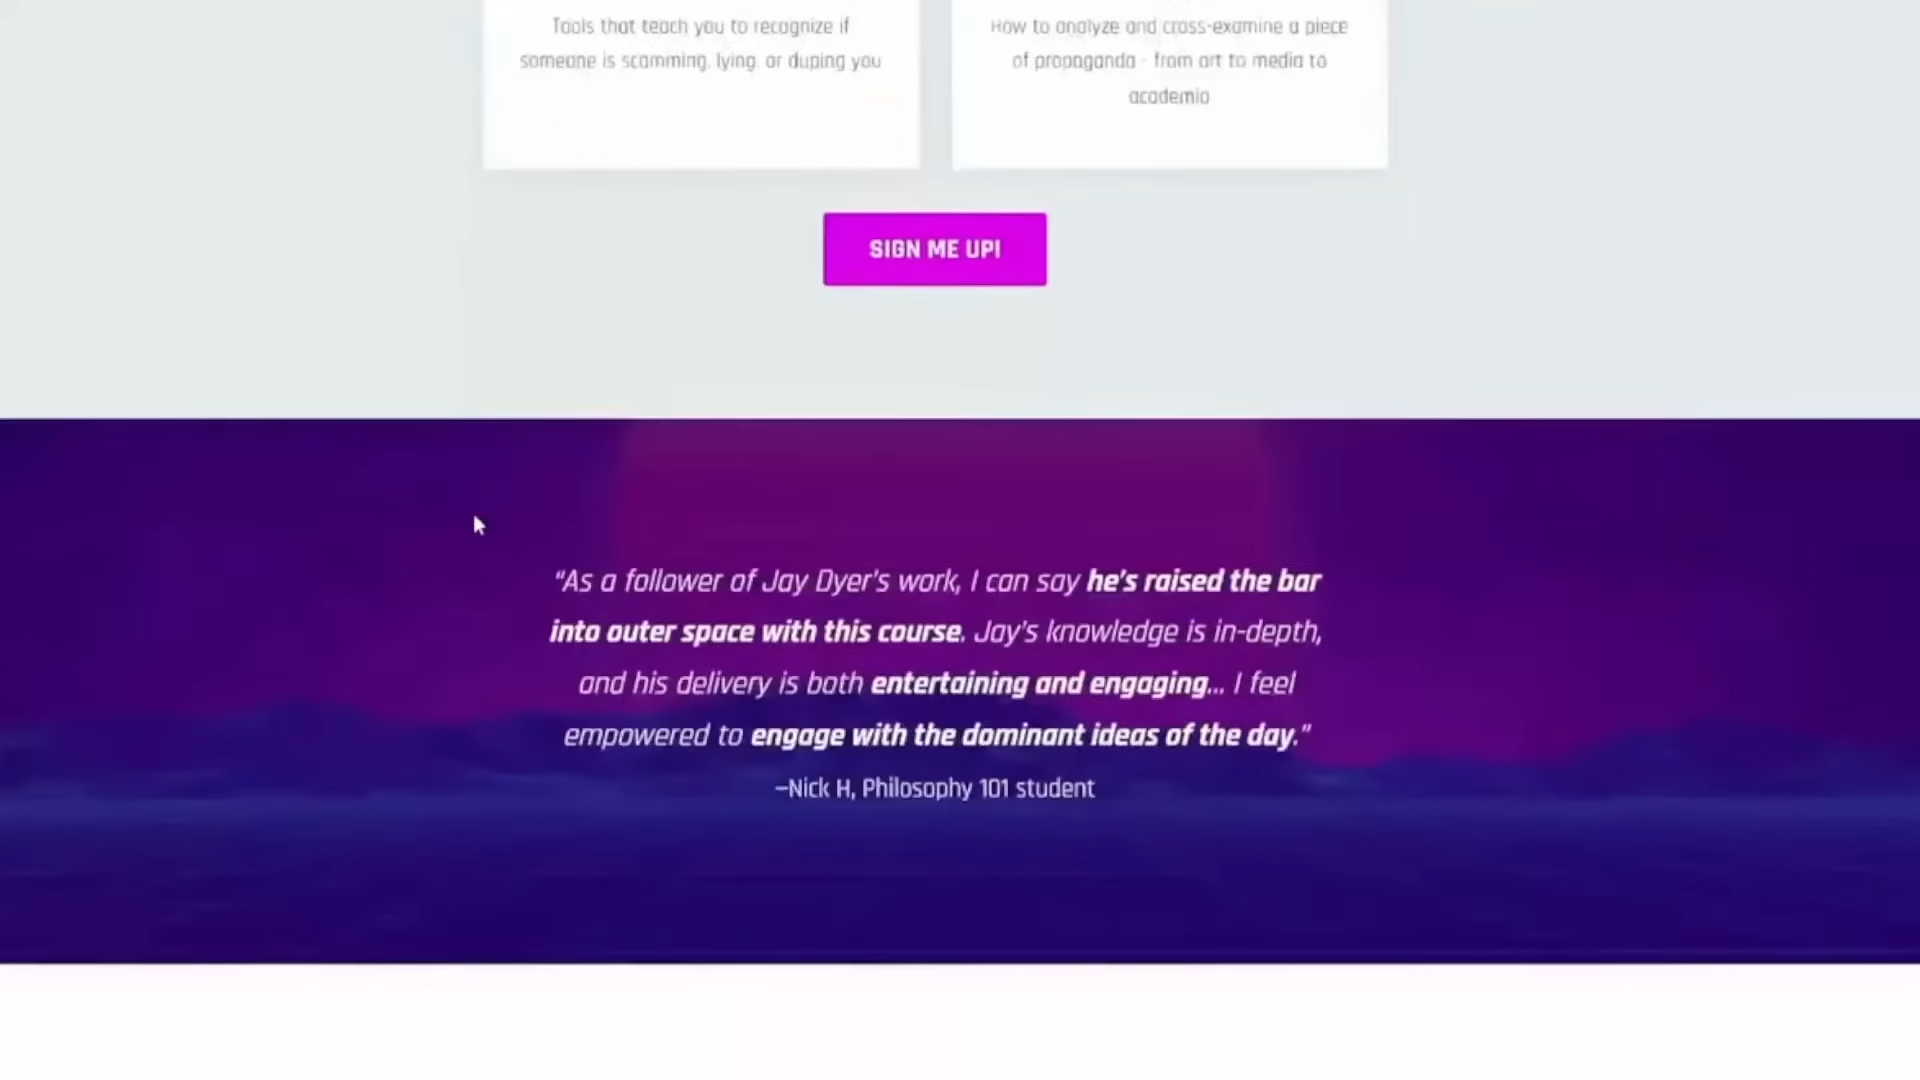 Tools that teach you to recognize if
someone is scamming, lying, or duping you
How to analyze and cross-examine a piece
of propaganda - from art to media to
academia
SIGN ME UP!
“As a follower of Jay Dyer’s work, I can say he’s raised the bar
into outer space with this course. Jay’s knowledge is in-depth,
and his delivery is both entertaining and engaging... I feel
empowered to engage with the dominant ideas of the day.”
–Nick H, Philosophy 101 student